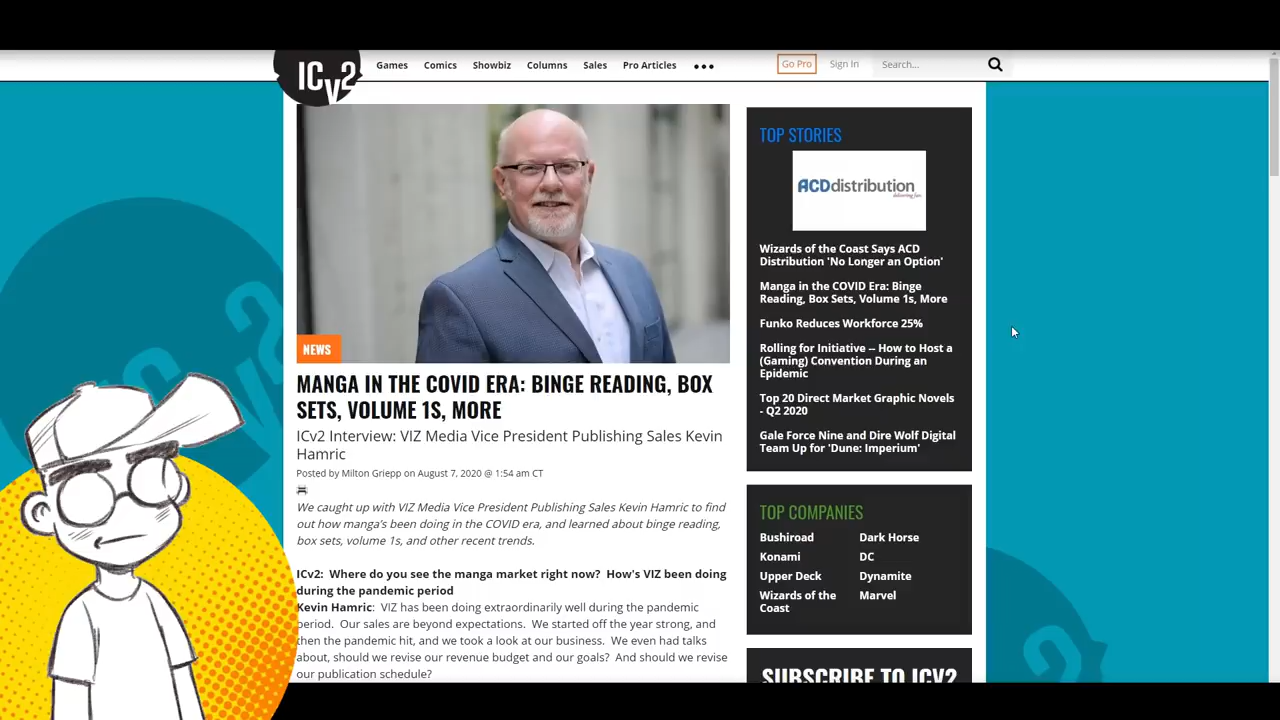 ICv2
Games
Comics
Showbiz
Columns
Sales
Pro Articles
Go Pro
Sign In
Search...
NEWS
MANGA IN THE COVID ERA: BINGE READING, BOX
SETS, VOLUME 1S, MORE
ICv2 Interview: VIZ Media Vice President Publishing Sales Kevin
Hamric
Posted by Milton Griepp on August 7, 2020 @ 1:54 am CT
We caught up with VIZ Media Vice President Publishing Sales Kevin Hamric to find
out how manga's been doing in the COVID era, and learned about binge reading,
box sets, volume 1s, and other recent trends.
ICv2: Where do you see the manga market right now? How's VIZ been doing
during the pandemic period
Kevin Hamric: VIZ has been doing extraordinarily well during the pandemic
period. Our sales are beyond expectations. We started off the year strong, and
then the pandemic hit, and we took a look at our business. We even had talks
about, should we revise our revenue budget and our goals? And should we revise
our publication schedule?
TOP STORIES
ACDdistribution
delivering fun.
Wizards of the Coast Says ACD
Distribution 'No Longer an Option'
Manga in the COVID Era: Binge
Reading, Box Sets, Volume 1s, More
Funko Reduces Workforce 25%
Rolling for Initiative -- How to Host a
(Gaming) Convention During an
Epidemic
Top 20 Direct Market Graphic Novels
- Q2 2020
Gale Force Nine and Dire Wolf Digital
Team Up for 'Dune: Imperium'
TOP COMPANIES
Bushiroad
Dark Horse
Konami
DC
Upper Deck
Dynamite
Wizards of the
Coast
Marvel
SUBSCRIBE TO ICV2